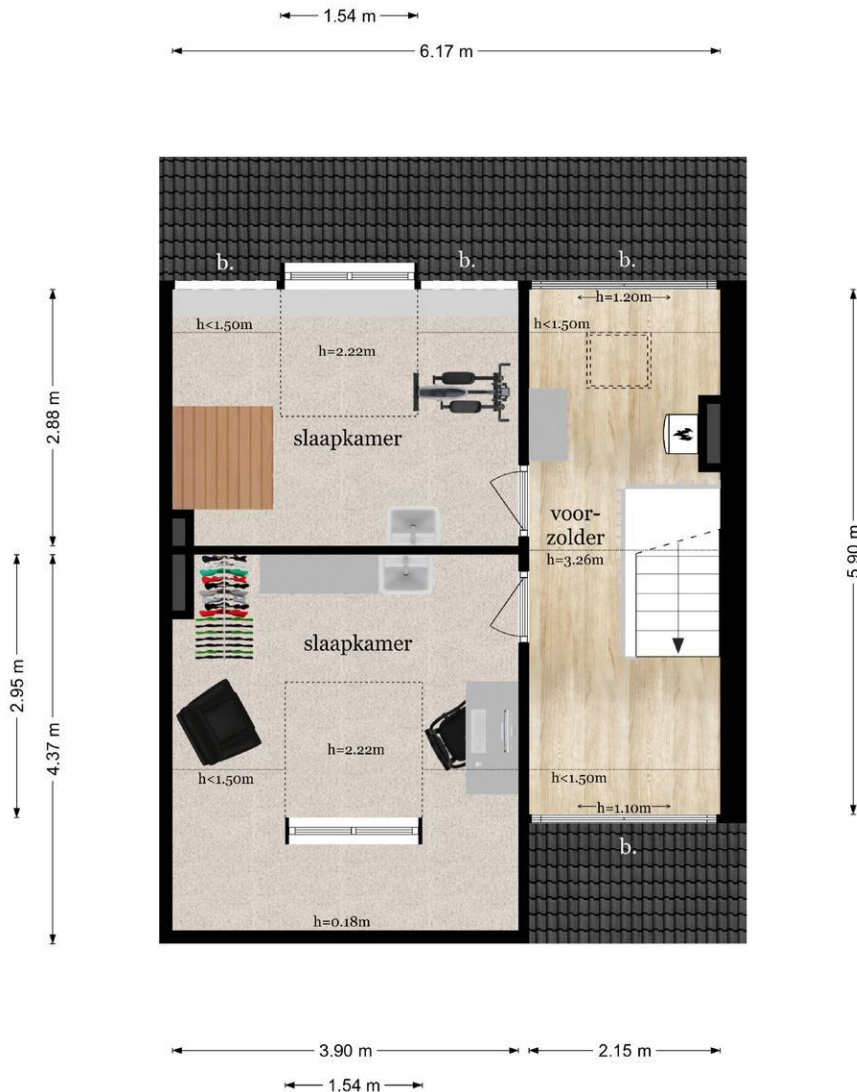 1.54 m
6.17 m
b.
b.
b.
h=1.20m
h<1.50m
h<1.50m
h=2.22m
2.88 m
slaapkamer
voor-
zolder
h=3.26m
5.90 m
slaapkamer
2.95 m
4.37 m
h=2.22m
h<1.50m
h<1.50m
h=1.10m
b.
h=0.18m
3.90 m
2.15 m
1.54 m